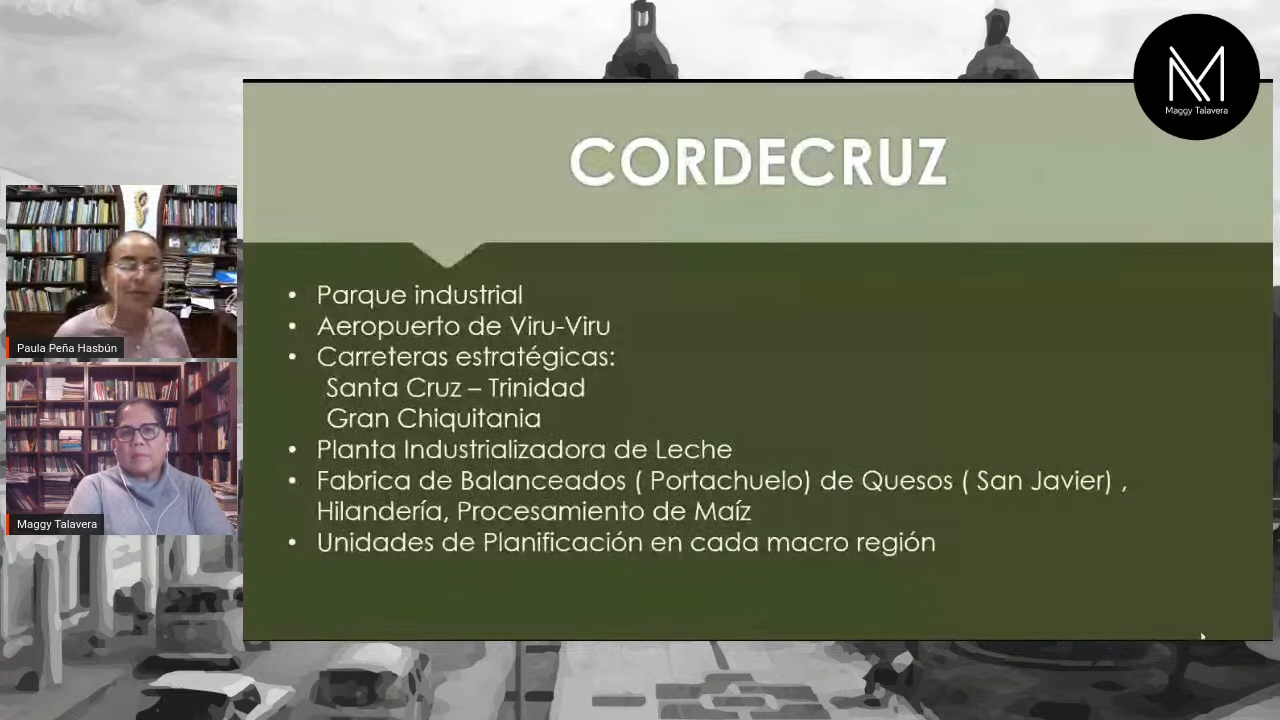 Maggy Talavera
CORDECRUZ
Paula Peña Hasbún
Maggy Talavera
• Parque industrial
• Aeropuerto de Viru-Viru
• Carreteras estratégicas:
Santa Cruz – Trinidad
Gran Chiquitania
• Planta Industrializadora de Leche
• Fabrica de Balanceados ( Portachuelo) de Quesos ( San Javier) ,
Hilandería, Procesamiento de Maíz
• Unidades de Planificación en cada macro región